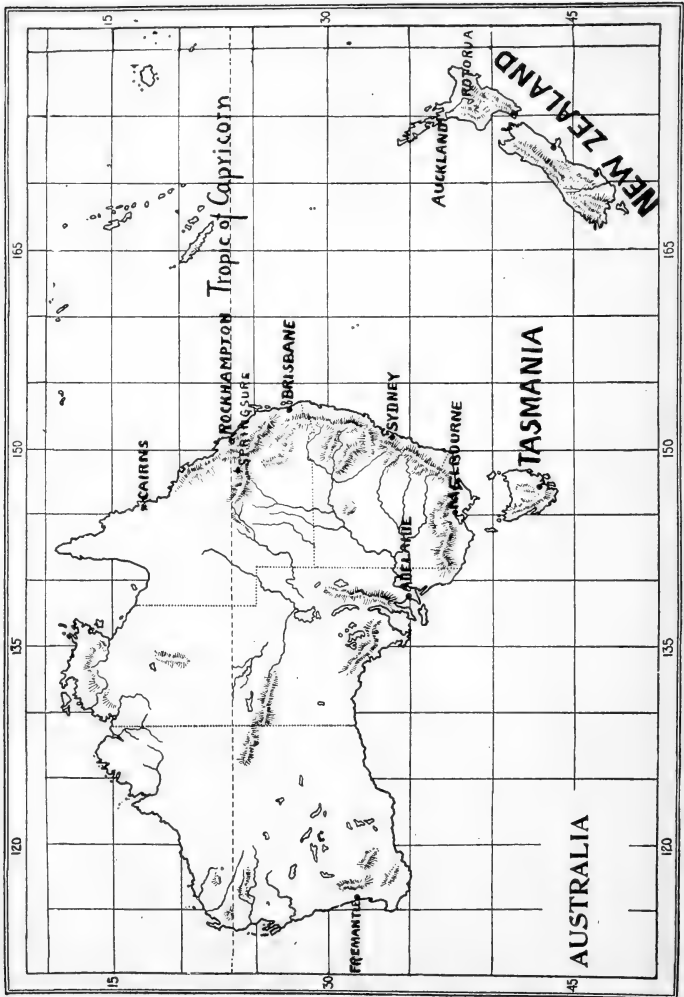 15
30
45
120
135
150
165
CAIRNS
ROCKHAMPTON
Tropic of Capricorn
SPRINGSURE
BRISBANE
SYDNEY
MELBOURNE
ADELAIDE
FREMANTLE
TASMANIA
AUCKLAND
ROTORUA
NEW ZEALAND
AUSTRALIA
120
135
150
165
15
30
45